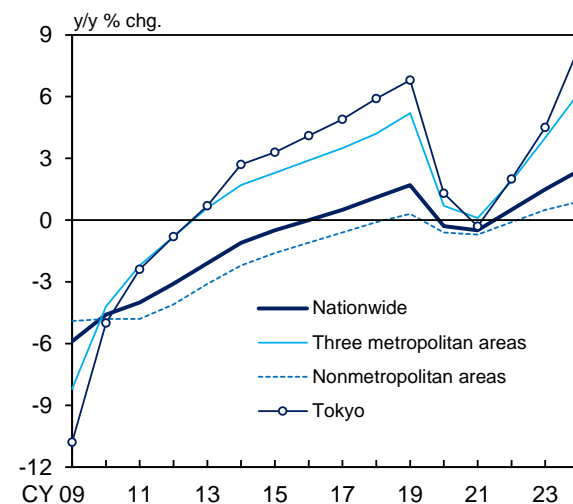 y/y % chg.
9
6
3
0
-3
-6
-9
-12
Nationwide
Three metropolitan areas
Nonmetropolitan areas
Tokyo
CY 09 11 13 15 17 19 21 23